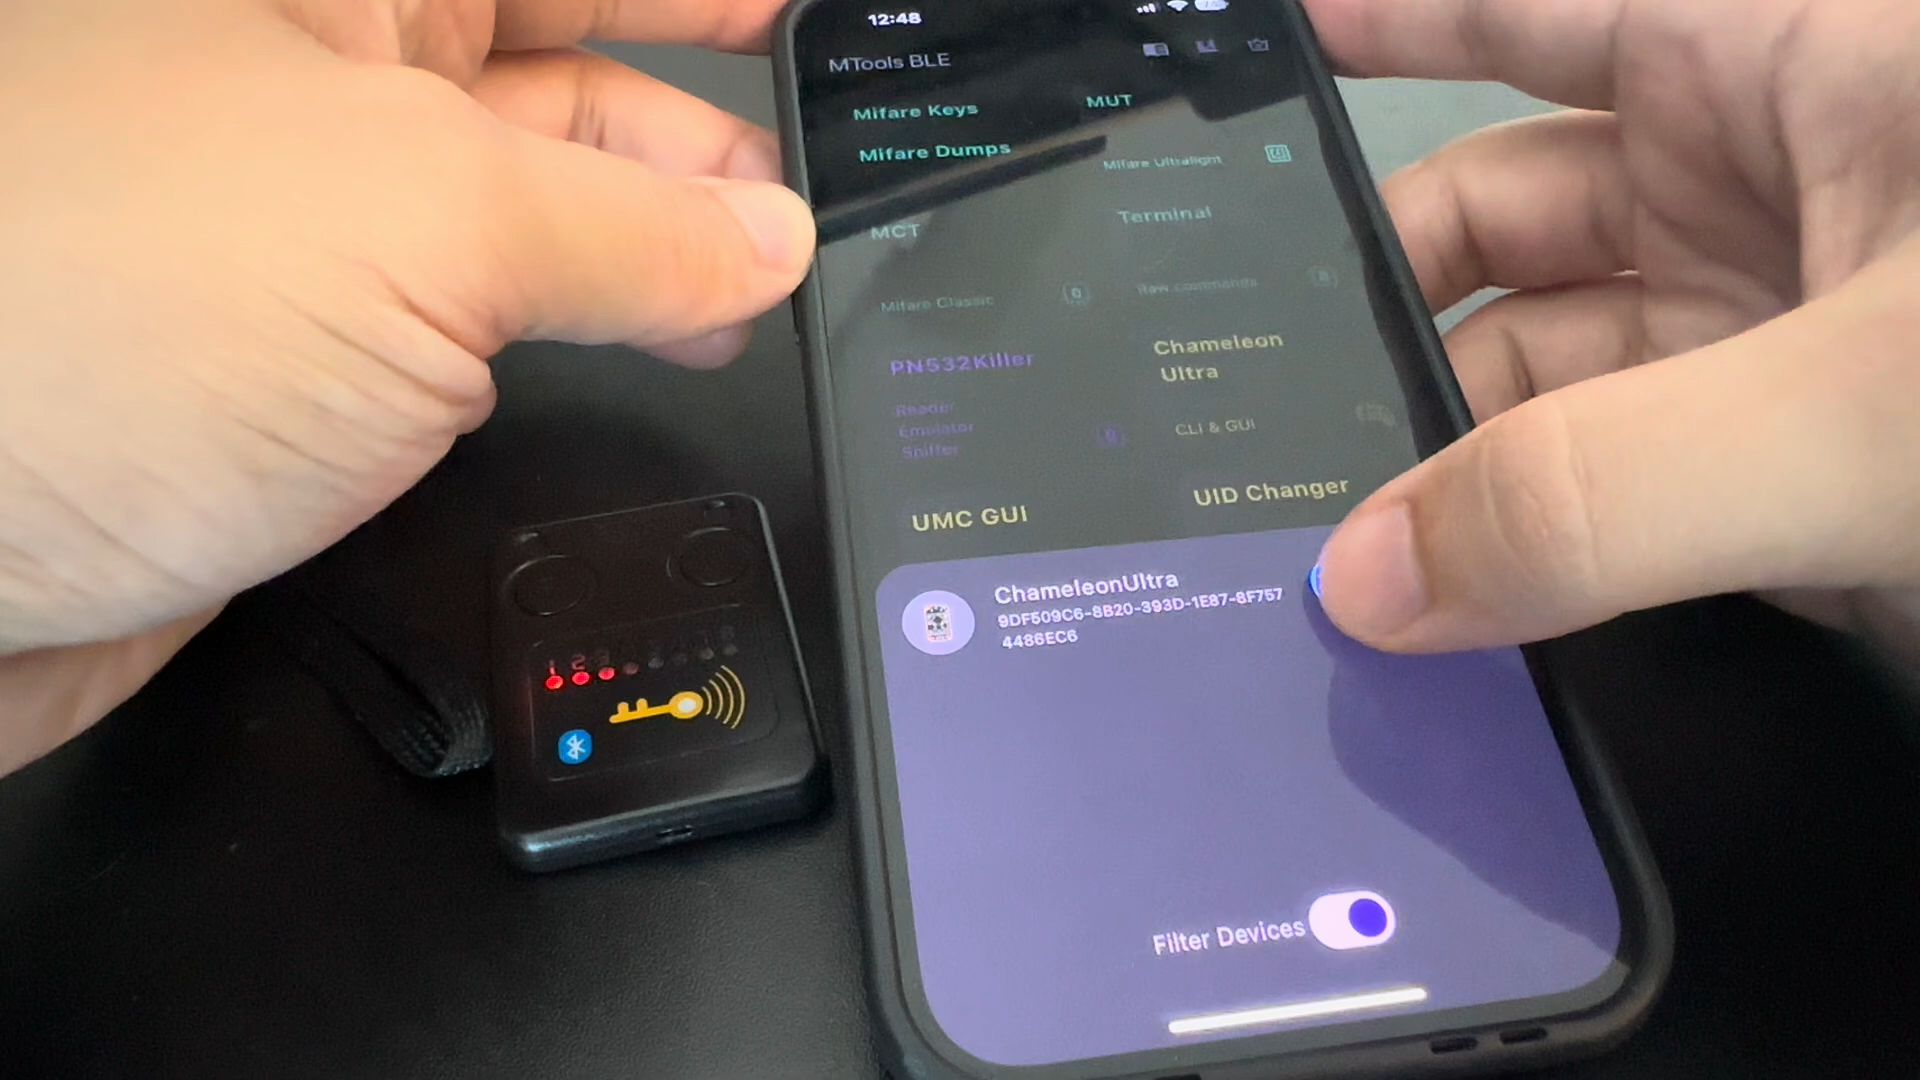 12:48
MTools BLE
Mifare Keys
MUT
Mifare Dumps
Mifare Ultralight
MCT
Terminal
Mifare Classic
Raw commands
PN532Killer
Chameleon
Ultra
Reader
Emulator
Sniffer
CLI & GUI
UMC GUI
UID Changer
ChameleonUltra
9DF509C6-8B20-393D-1E87-8F757
4486EC6
Filter Devices
1 2 3